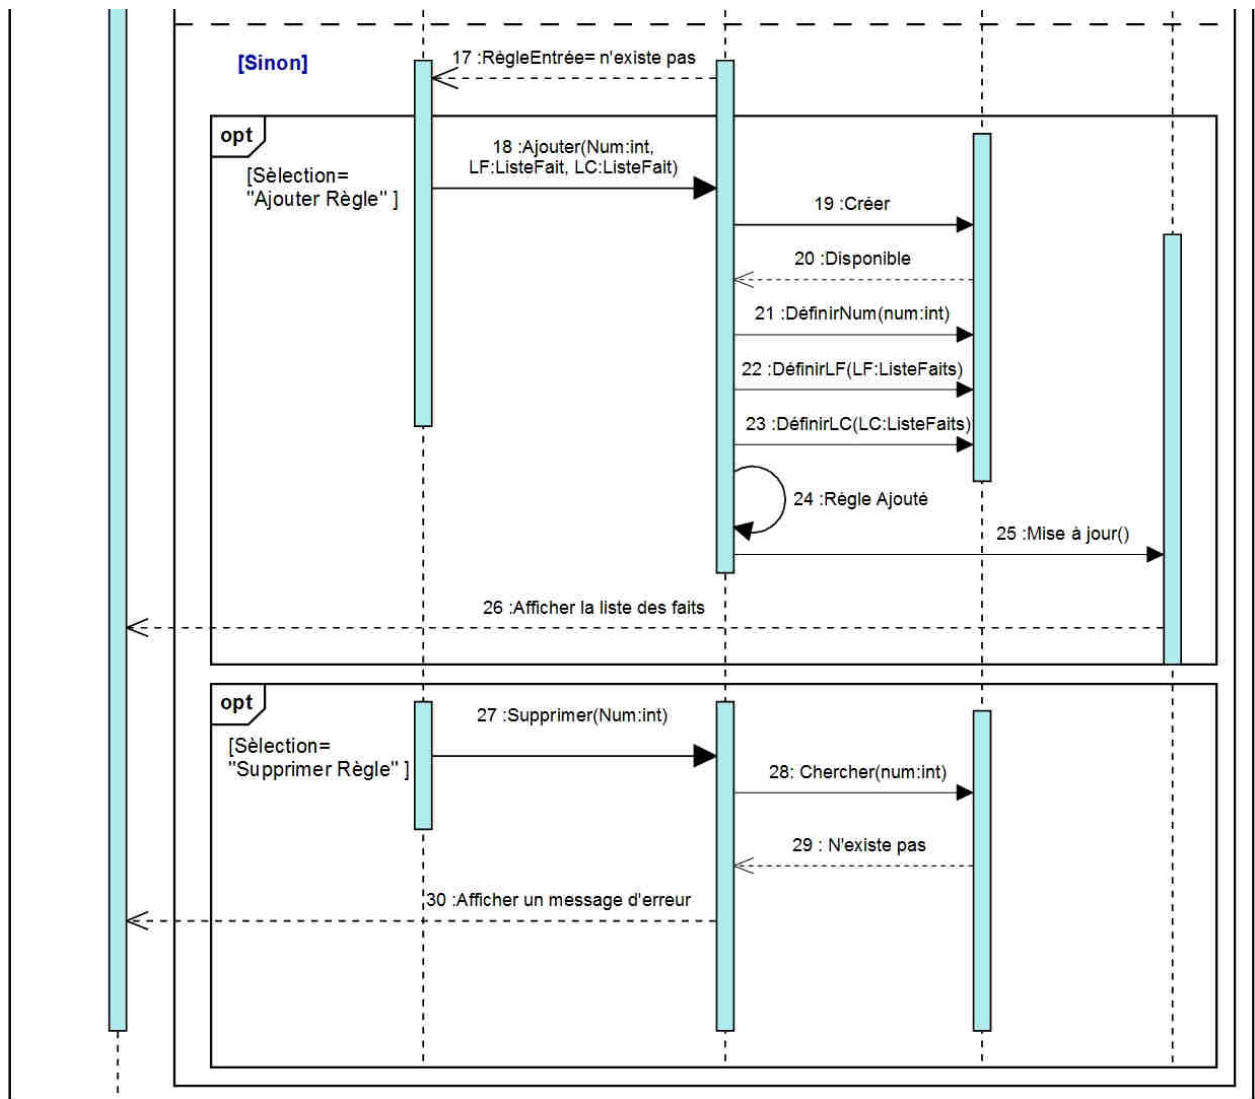 [Sinon]
17 :RègleEntrée= n'existe pas
opt
[Sèlection=
"Ajouter Règle" ]
18 :Ajouter(Num:int,
LF:ListeFait, LC:ListeFait)
19 :Créer
20 :Disponible
21 :DéfinirNum(num:int)
22 :DéfinirLF(LF:ListeFaits)
23 :DéfinirLC(LC:ListeFaits)
24 :Règle Ajouté
25 :Mise à jour()
26 :Afficher la liste des faits
opt
[Sèlection=
"Supprimer Règle" ]
27 :Supprimer(Num:int)
28: Chercher(num:int)
29 : N'existe pas
30 :Afficher un message d'erreur